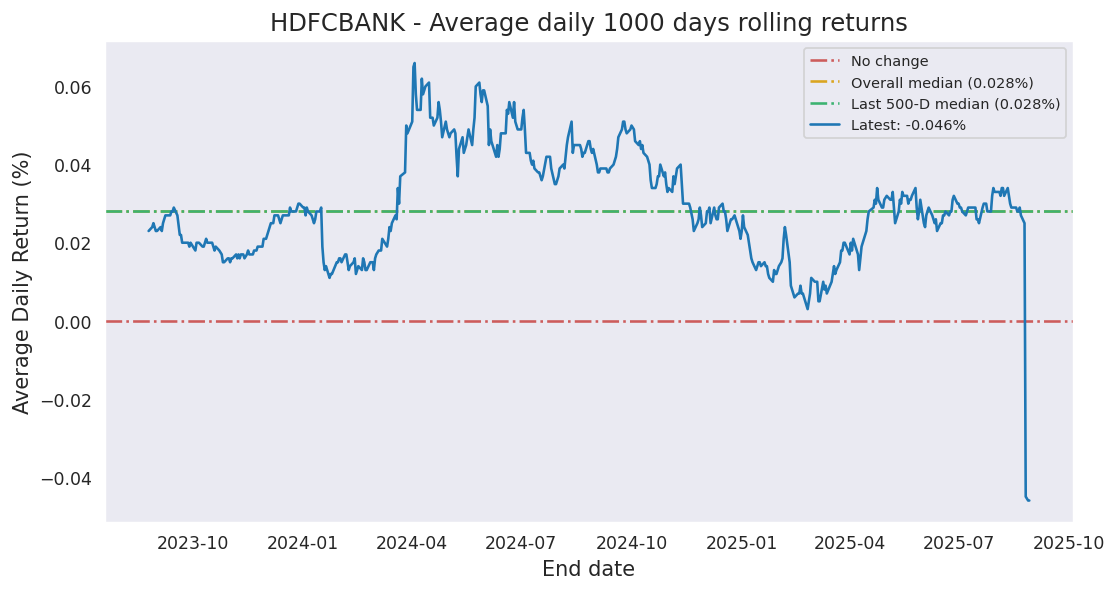 HDFCBANK - Average daily 1000 days rolling returns
No change
Overall median (0.028%)
Last 500-D median (0.028%)
Latest: -0.046%
Average Daily Return (%)
0.06
0.04
0.02
0.00
−0.02
−0.04
2023-10 2024-01 2024-04 2024-07 2024-10 2025-01 2025-04 2025-07 2025-10
End date